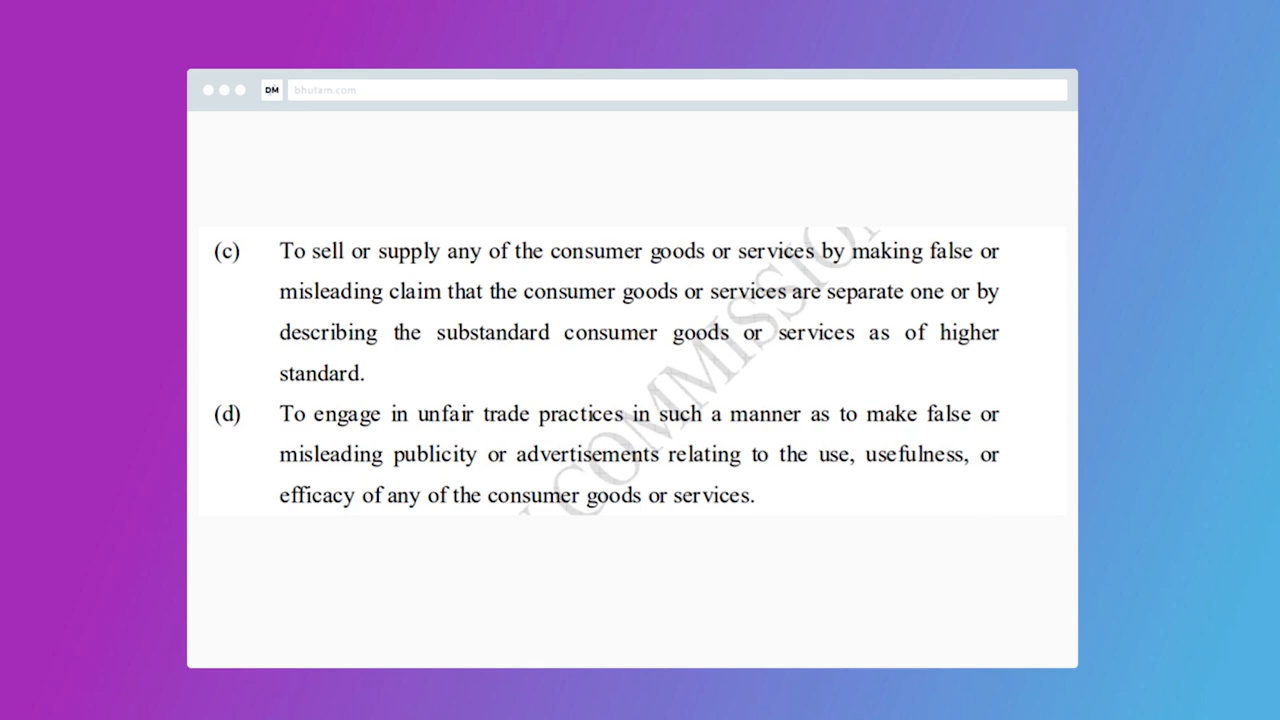 DM bhutam.com
(c) To sell or supply any of the consumer goods or services by making false or
misleading claim that the consumer goods or services are separate one or by
describing the substandard consumer goods or services as of higher
standard.
(d) To engage in unfair trade practices in such a manner as to make false or
misleading publicity or advertisements relating to the use, usefulness, or
efficacy of any of the consumer goods or services.
COMMISSION